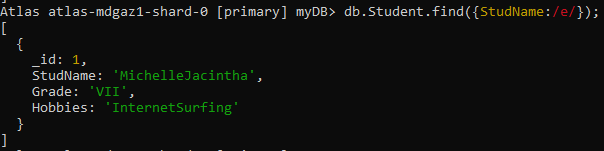 Atlas atlas-mdgaz1-shard-0 [primary] myDB> db.Student.find({StudName:/e/});
[
  {
    _id: 1,
    StudName: 'MichelleJacintha',
    Grade: 'VII',
    Hobbies: 'InternetSurfing'
  }
]